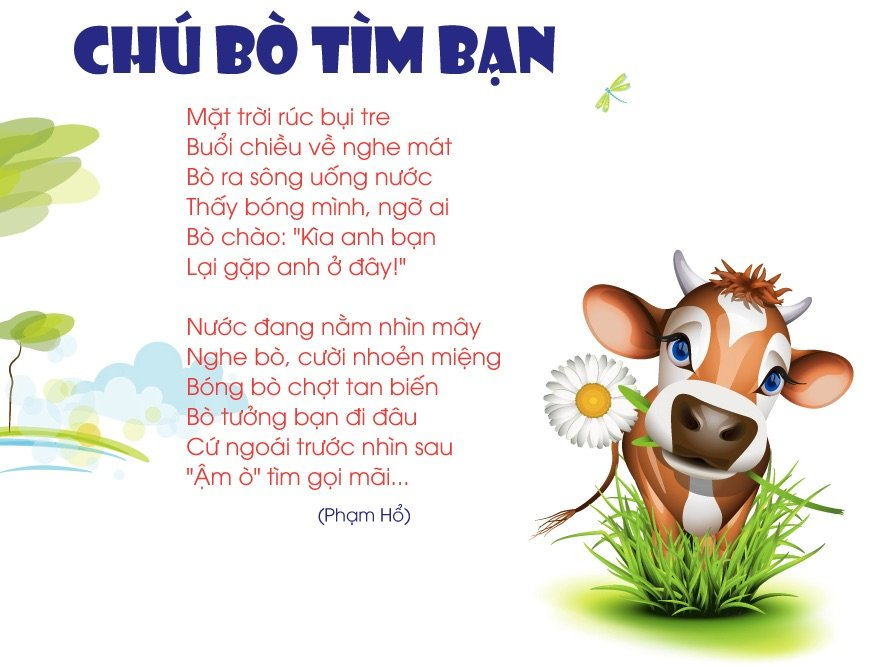 CHÚ BÒ TÌM BẠN
Mặt trời rúc bụi tre
Buổi chiều về nghe mát
Bò ra sông uống nước
Thấy bóng mình, ngỡ ai
Bò chào: "Kìa anh bạn
Lại gặp anh ở đây!"
Nước đang nằm nhìn mây
Nghe bò, cười nhoẻn miệng
Bóng bò chợt tan biến
Bò tưởng bạn đi đâu
Cứ ngoái trước nhìn sau
"Ậm ò" tìm gọi mãi...
(Phạm Hổ)